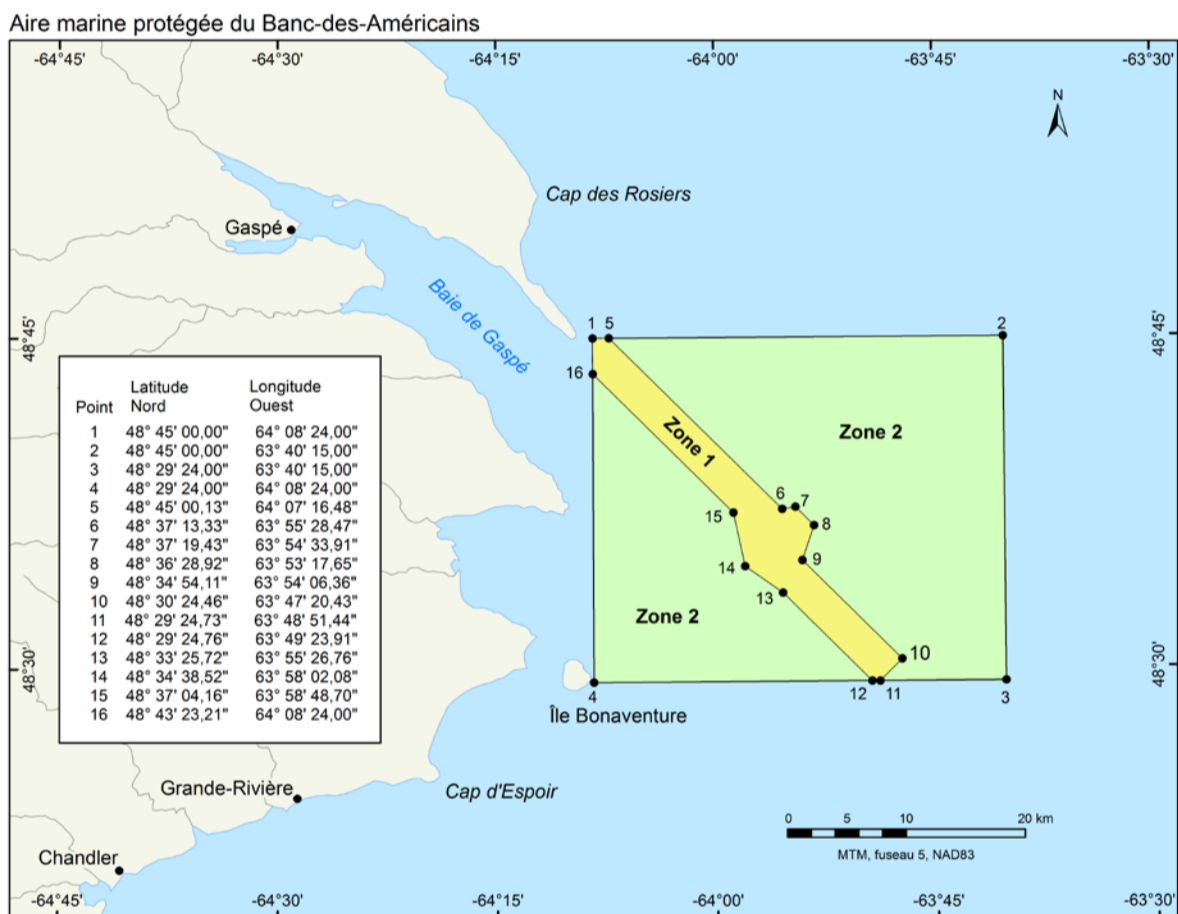 Aire marine protégée du Banc-des-Américains
-64°45' -64°30' -64°15' -64°00' -63°45' -63°30'
N
Cap des Rosiers
Gaspé
Baie de Gaspé
48°45'
48°45'
1 5 2
16
Zone 1
Zone 2
6 7
15 8
9
14
13
Zone 2
10
48°30'
48°30'
4 12 11 3
Île Bonaventure
Point Latitude Nord Longitude Ouest
1 48° 45' 00,00" 64° 08' 24,00"
2 48° 45' 00,00" 63° 40' 15,00"
3 48° 29' 24,00" 63° 40' 15,00"
4 48° 29' 24,00" 64° 08' 24,00"
5 48° 45' 00,13" 64° 07' 16,48"
6 48° 37' 13,33" 63° 55' 28,47"
7 48° 37' 19,43" 63° 54' 33,91"
8 48° 36' 28,92" 63° 53' 17,65"
9 48° 34' 54,11" 63° 54' 06,36"
10 48° 30' 24,46" 63° 47' 20,43"
11 48° 29' 24,73" 63° 48' 51,44"
12 48° 29' 24,76" 63° 49' 23,91"
13 48° 33' 25,72" 63° 55' 26,76"
14 48° 34' 38,52" 63° 58' 02,08"
15 48° 37' 04,16" 63° 58' 48,70"
16 48° 43' 23,21" 64° 08' 24,00"
Grande-Rivière
Cap d'Espoir
Chandler
0 5 10 20 km
MTM, fuseau 5, NAD83
-64°45' -64°30' -64°15' -64°00' -63°45' -63°30'